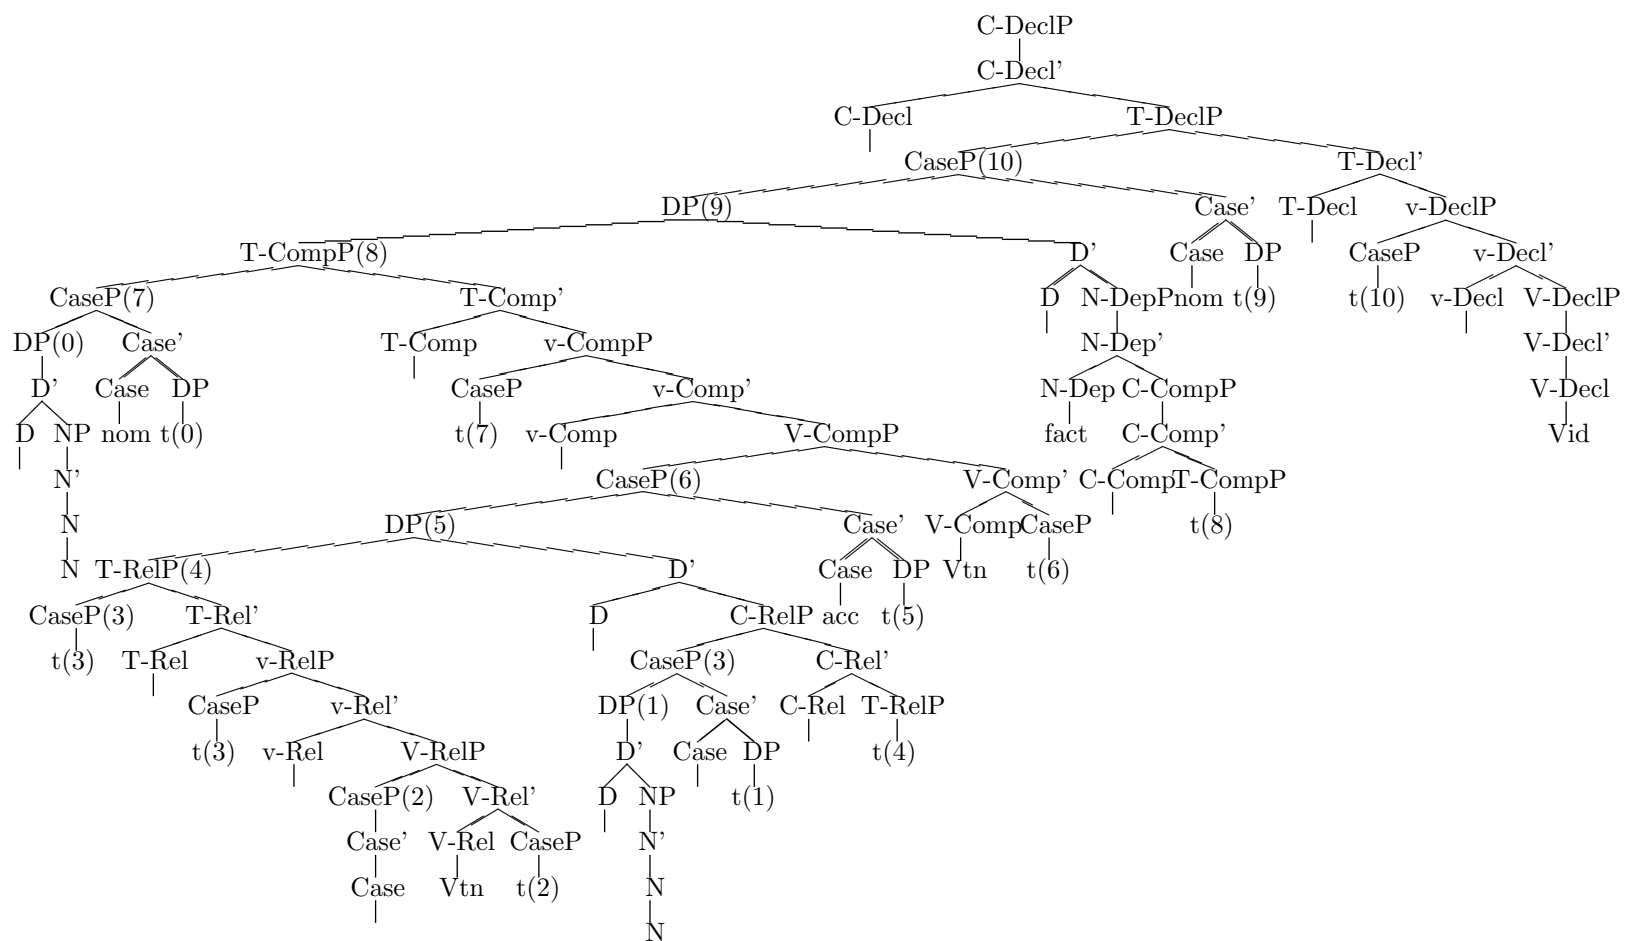 C-DeclP
C-Decl'
C-Decl T-DeclP
CaseP(10) T-Decl'
DP(9) Case' T-Decl v-DeclP
T-CompP(8) D' Case DP CaseP v-Decl'
CaseP(7) T-Comp' D N-DepP nom t(9) t(10) v-Decl V-DeclP
DP(0) Case' T-Comp v-CompP N-Dep' V-Decl'
D' Case DP CaseP v-Comp' N-Dep C-CompP V-Decl
D NP nom t(0) t(7) v-Comp V-CompP fact C-Comp' Vid
N' CaseP(6) V-Comp' C-Comp T-CompP
N DP(5) Case' V-Comp CaseP t(8)
N T-RelP(4) D' Case DP Vtn t(6)
CaseP(3) T-Rel' D C-RelP acc t(5)
t(3) T-Rel v-RelP CaseP(3) C-Rel'
CaseP v-Rel' DP(1) Case' C-Rel T-RelP
t(3) v-Rel V-RelP D' Case DP t(4)
CaseP(2) V-Rel' D NP t(1)
Case' V-Rel CaseP N'
Case Vtn t(2) N
N